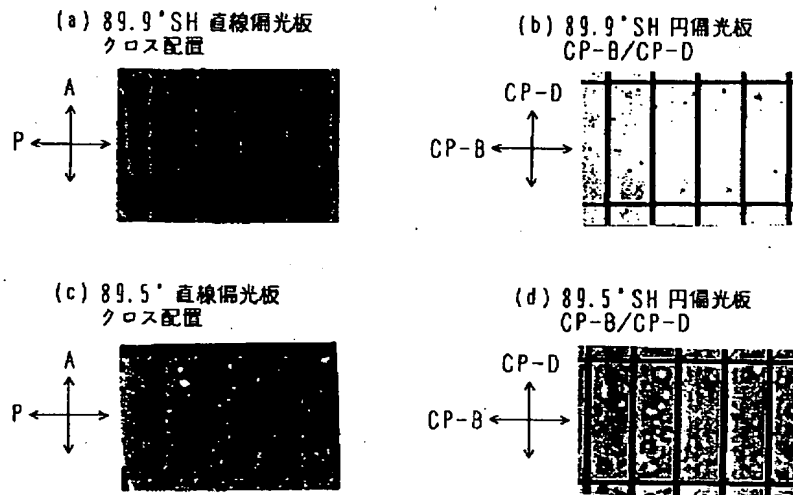 (a) 89.9°SH 直線偏光板
クロス配置
A
P
(b) 89.9°SH 円偏光板
CP-B/CP-D
CP-D
CP-B
(c) 89.5° 直線偏光板
クロス配置
A
P
(d) 89.5°SH 円偏光板
CP-B/CP-D
CP-D
CP-B